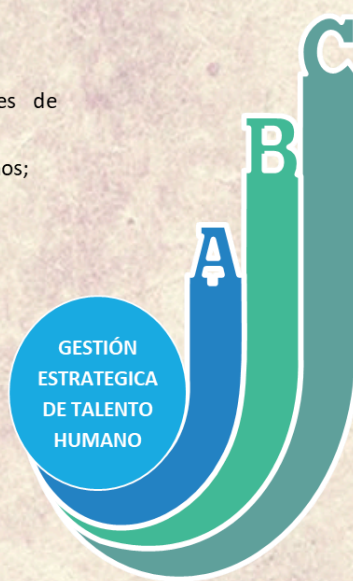 es de
os;
C
B
A
GESTIÓN
ESTRATEGICA
DE TALENTO
HUMANO